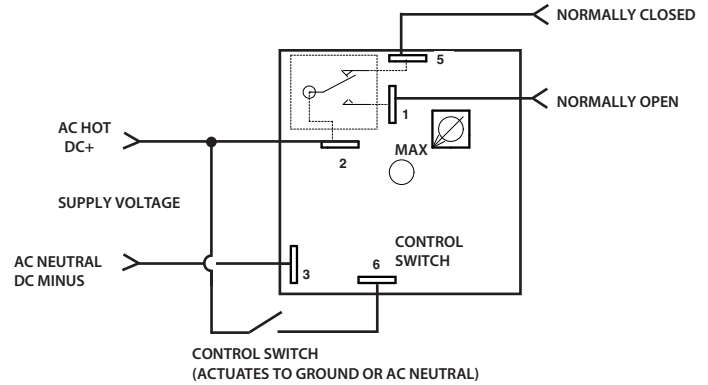 NORMALLY CLOSED
5
1
NORMALLY OPEN
AC HOT
DC+
2
MAX
SUPPLY VOLTAGE
AC NEUTRAL
DC MINUS
3
6
CONTROL
SWITCH
CONTROL SWITCH
(ACTUATES TO GROUND OR AC NEUTRAL)